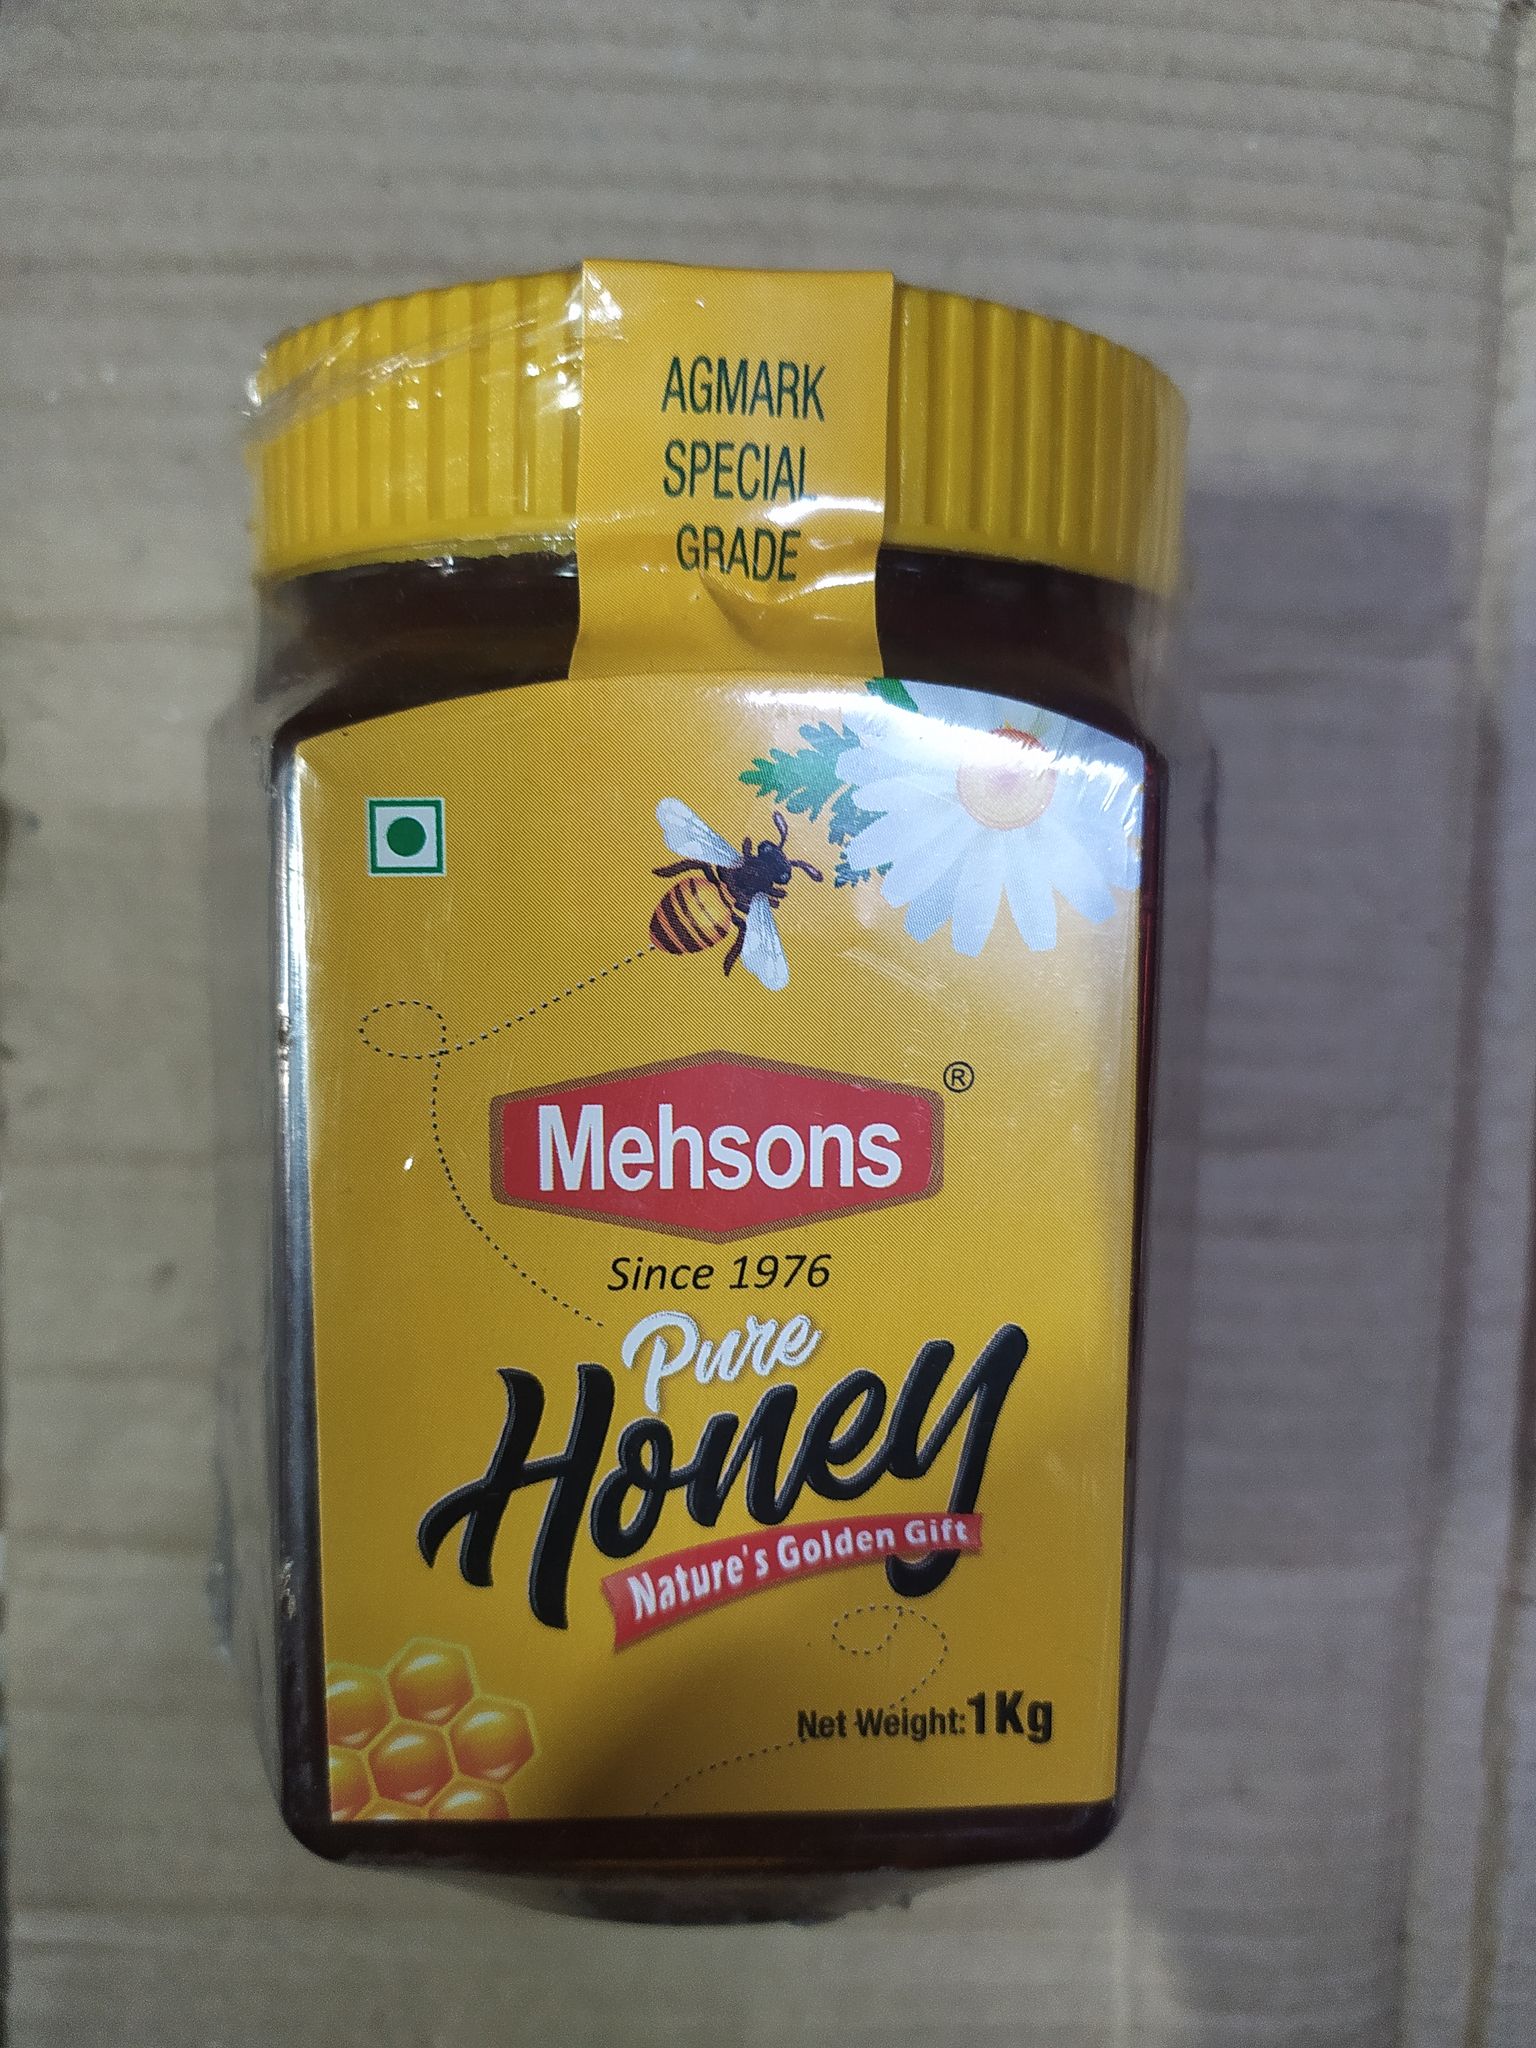 AGMARK
SPECIAL
GRADE
Mehsons ®
Since 1976
Pure
Honey
Nature's Golden Gift
Net Weight: 1Kg